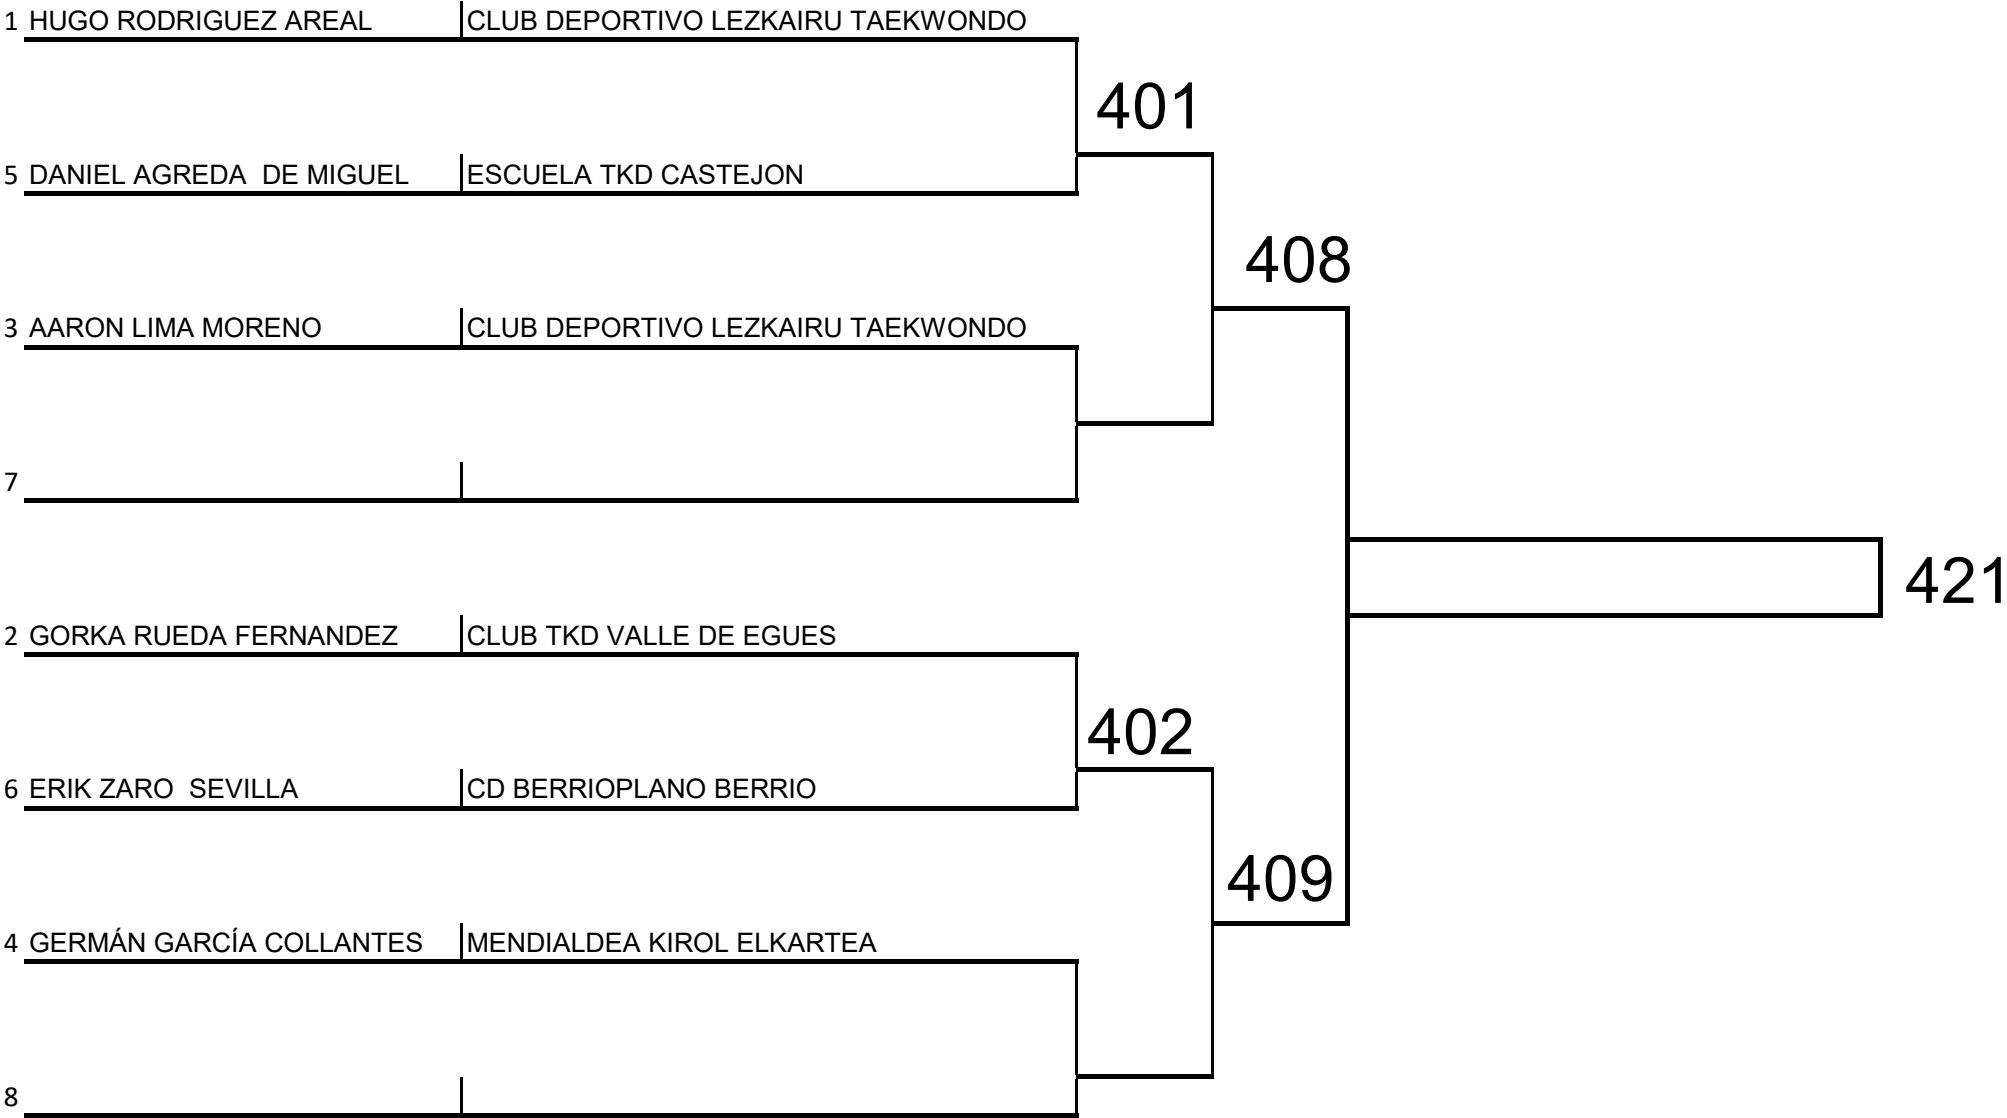 1 HUGO RODRIGUEZ AREAL CLUB DEPORTIVO LEZKAIRU TAEKWONDO
401
5 DANIEL AGREDA DE MIGUEL ESCUELA TKD CASTEJON
408
3 AARON LIMA MORENO CLUB DEPORTIVO LEZKAIRU TAEKWONDO
7
421
2 GORKA RUEDA FERNANDEZ CLUB TKD VALLE DE EGUES
402
6 ERIK ZARO SEVILLA CD BERRIOPLANO BERRIO
409
4 GERMÁN GARCÍA COLLANTES MENDIALDEA KIROL ELKARTEA
8